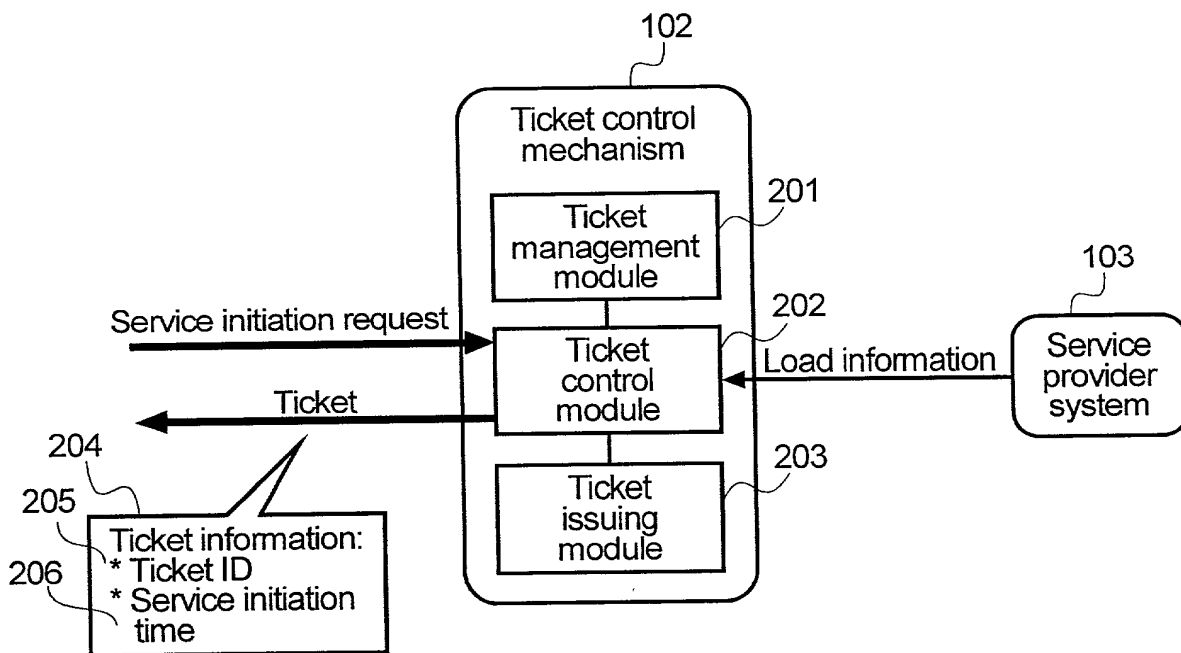 102
Ticket control
mechanism
201
Ticket
management
module
103
202
Service initiation request
Ticket
control
module
Load information
Service
provider
system
Ticket
204
203
205
Ticket
issuing
module
Ticket information:
* Ticket ID
206
* Service initiation
time